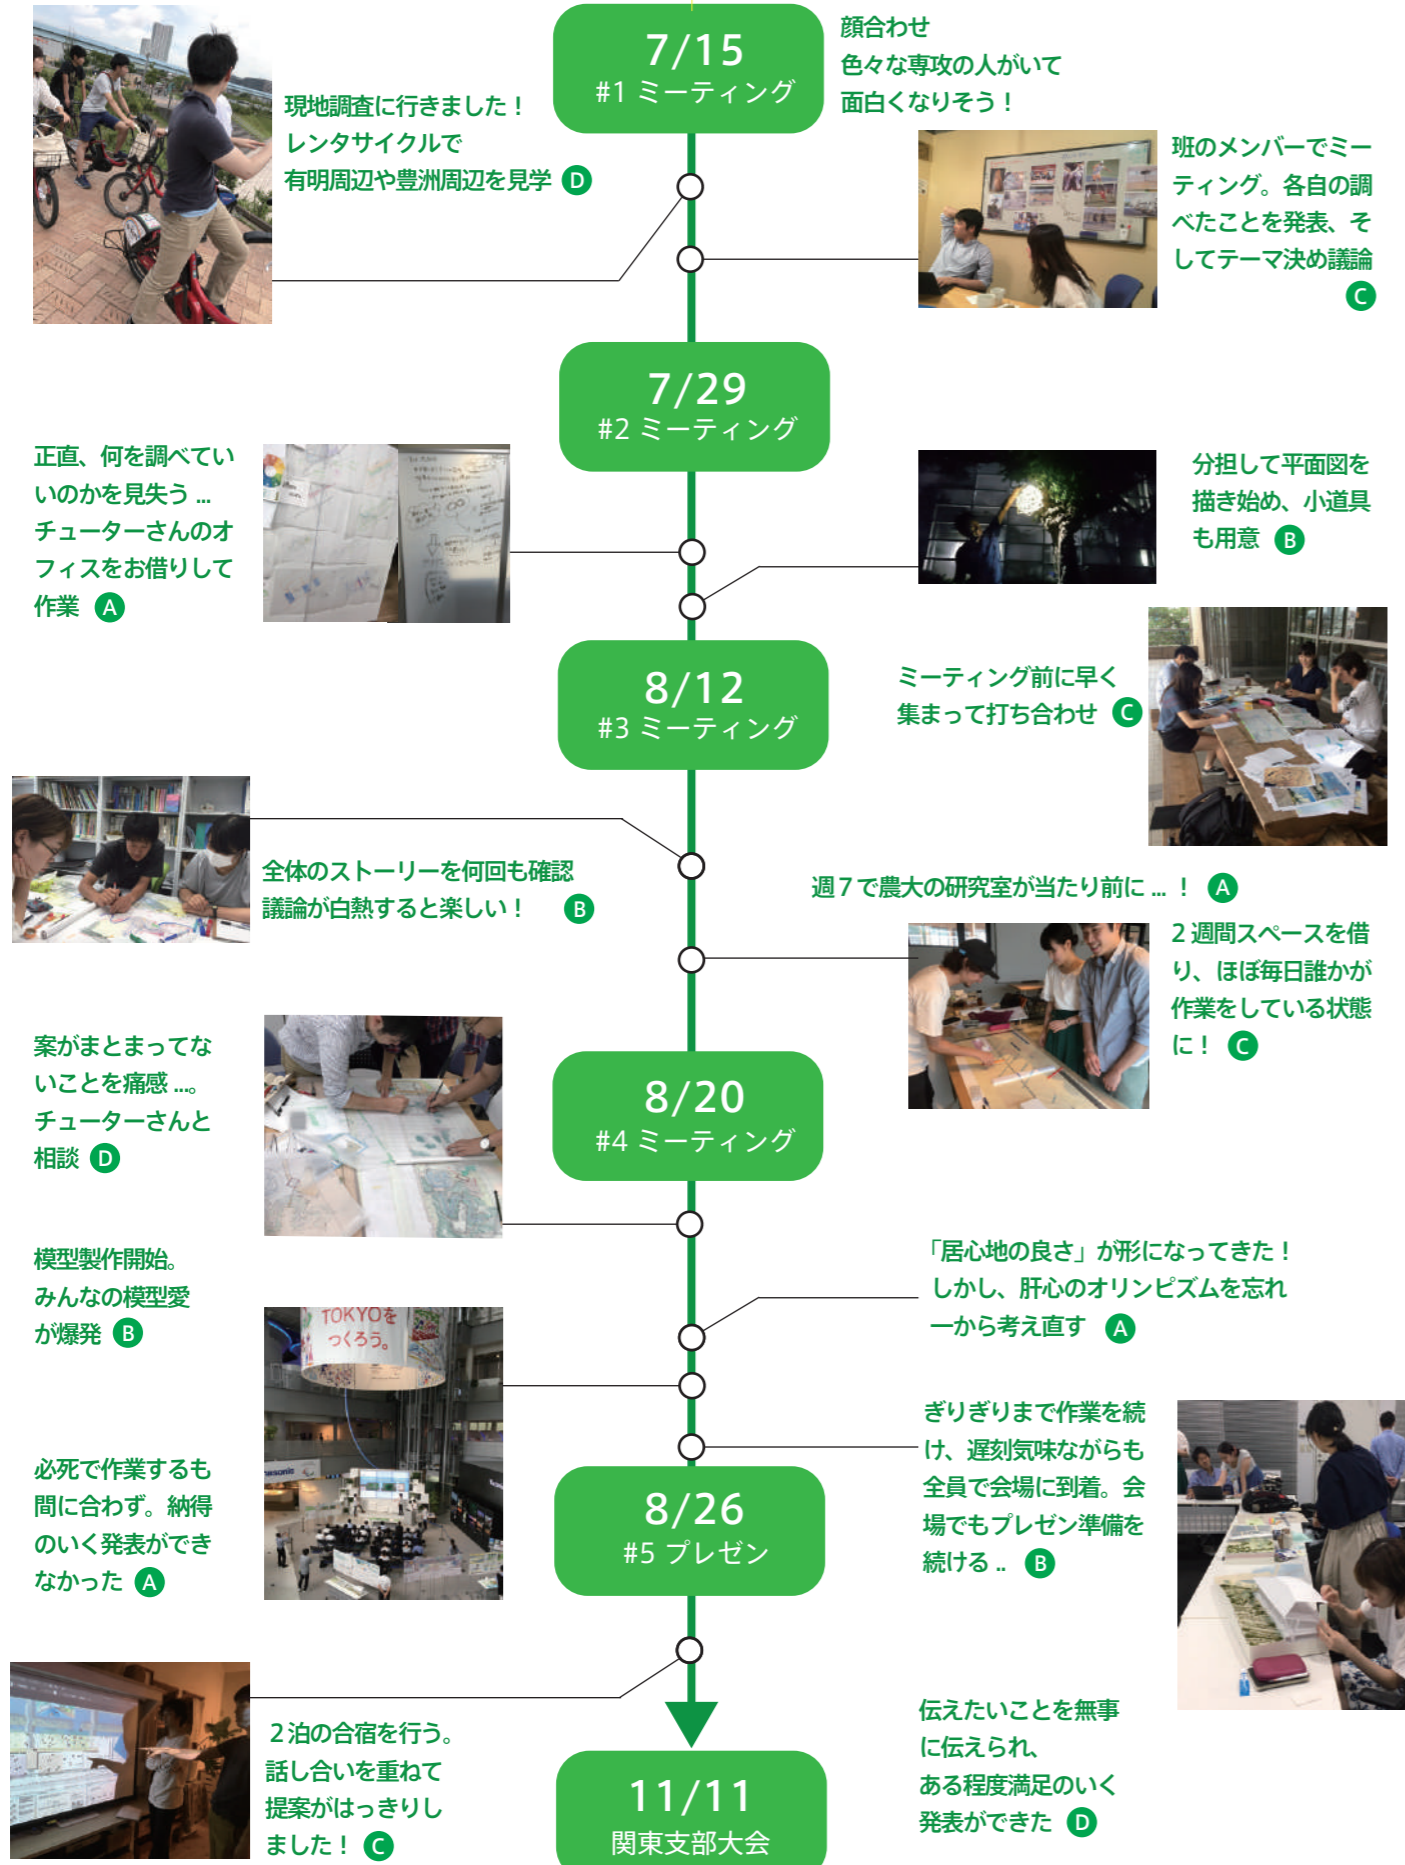 7/15
#1 ミーティング
顔合わせ
色々な専攻の人がいて
面白くなりそう！
現地調査に行きました！
レンタサイクルで
有明周辺や豊洲周辺を見学 D
班のメンバーでミー
ティング。各自の調
べたことを発表、そ
してテーマ決め議論
C
7/29
#2 ミーティング
正直、何を調べてい
いのかを見失う ...
チューターさんのオ
フィスをお借りして
作業 A
分担して平面図を
描き始め、小道具
も用意 B
8/12
#3 ミーティング
ミーティング前に早く
集まって打ち合わせ C
全体のストーリーを何回も確認
議論が白熱すると楽しい！ B
週７で農大の研究室が当たり前に ... ！ A
2 週間スペースを借
り、ほぼ毎日誰かが
作業をしている状態
に！ C
案がまとまってな
いことを痛感 ...。
チューターさんと
相談 D
8/20
#4 ミーティング
模型製作開始。
みんなの模型愛
が爆発 B
「居心地の良さ」が形になってきた！
しかし、肝心のオリンピズムを忘れ
一から考え直す A
TOKYOを
つくろう。
Panasonic
ぎりぎりまで作業を続
け、遅刻気味ながらも
全員で会場に到着。会
場でもプレゼン準備を
続ける .. B
必死で作業するも
間に合わず。納得
のいく発表ができ
なかった A
8/26
#5 プレゼン
２泊の合宿を行う。
話し合いを重ねて
提案がはっきりし
ました！ C
伝えたいことを無事
に伝えられ、
ある程度満足のいく
発表ができた D
11/11
関東支部大会